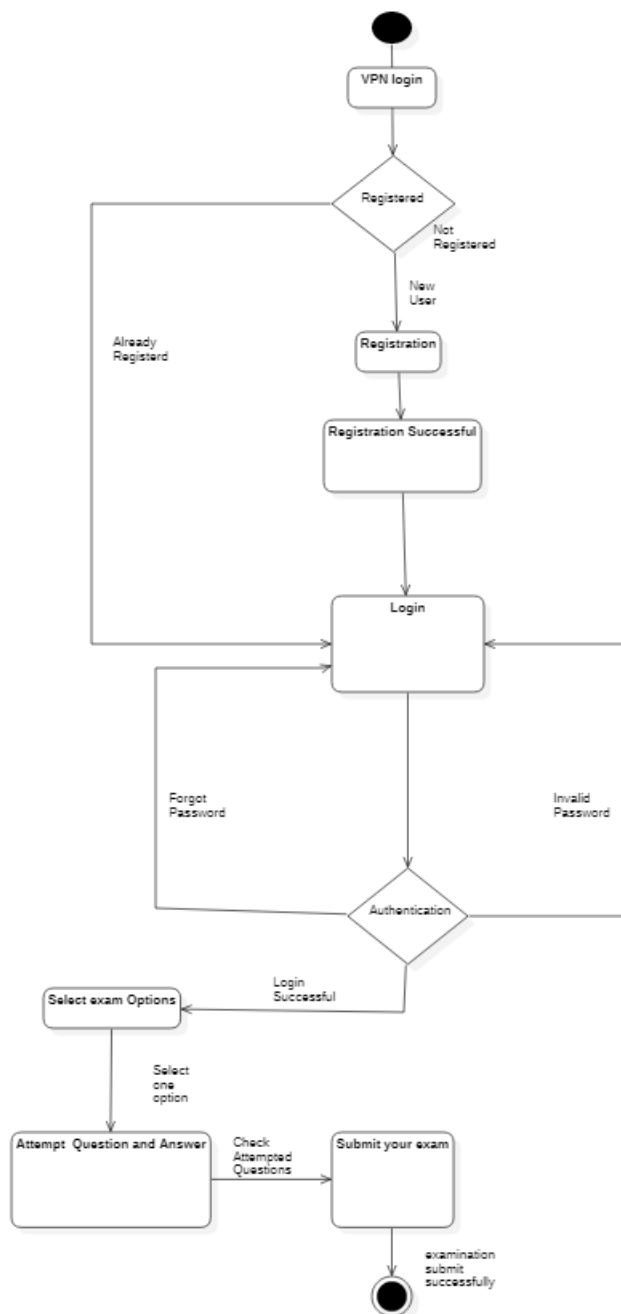 VPN login
Registered
Not
Registered
New
User
Already
Registerd
Registration
Registration Successful
Login
Forgot
Password
Invalid
Password
Authentication
Login
Successful
Select exam Options
Select
one
option
Attempt Question and Answer
Check
Attempted
Questions
Submit your exam
examination
submit
successfully